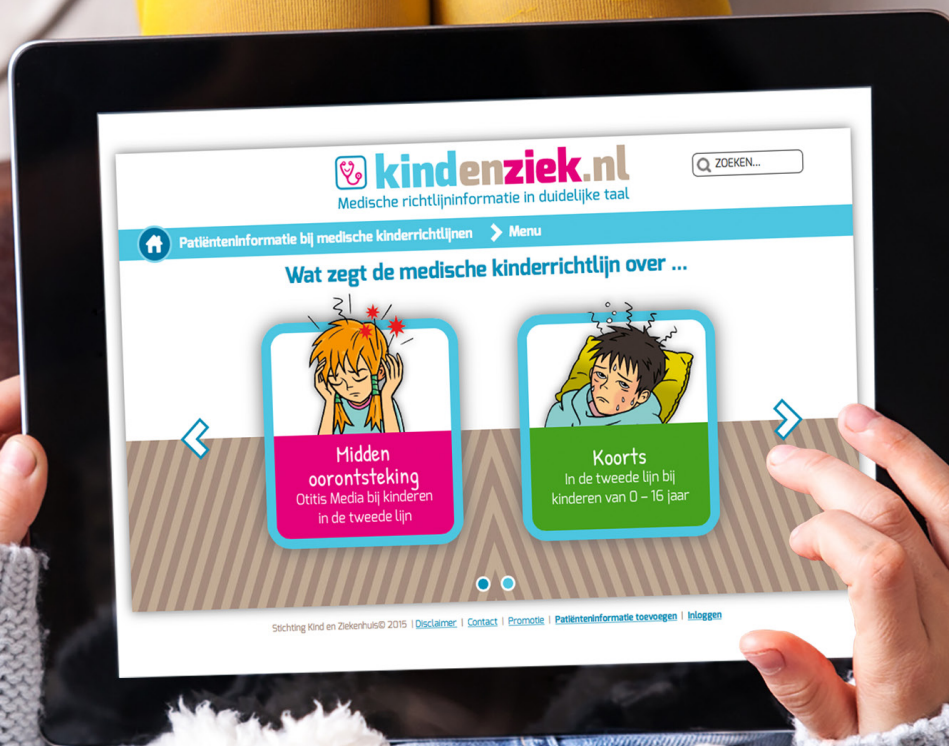 kindenziek.nl
Medische richtlijninformatie in duidelijke taal
ZOEKEN...
Patiënteninformatie bij medische kinderrichtlijnen
Menu
Wat zegt de medische kinderrichtlijn over ...
Midden
oorontsteking
Otitis Media bij kinderen
in de tweede lijn
Koorts
In de tweede lijn bij
kinderen van 0 – 16 jaar
Stichting Kind en Ziekenhuis© 2015 | Disclaimer | Contact | Promotie | Patiënteninformatie toevoegen | Inloggen